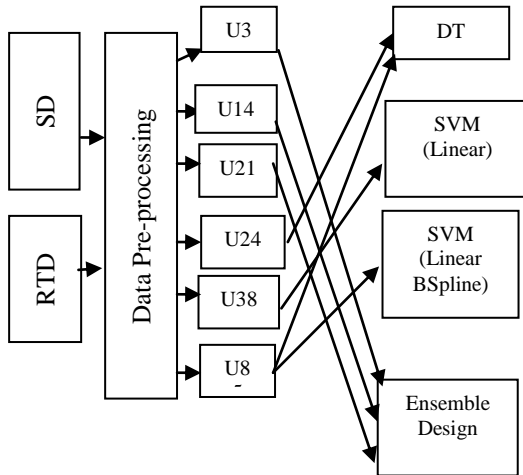 SD
RTD
Data Pre-processing
U3
U14
U21
U24
U38
U8
-
DT
SVM
(Linear)
SVM
(Linear
BSpline)
Ensemble
Design